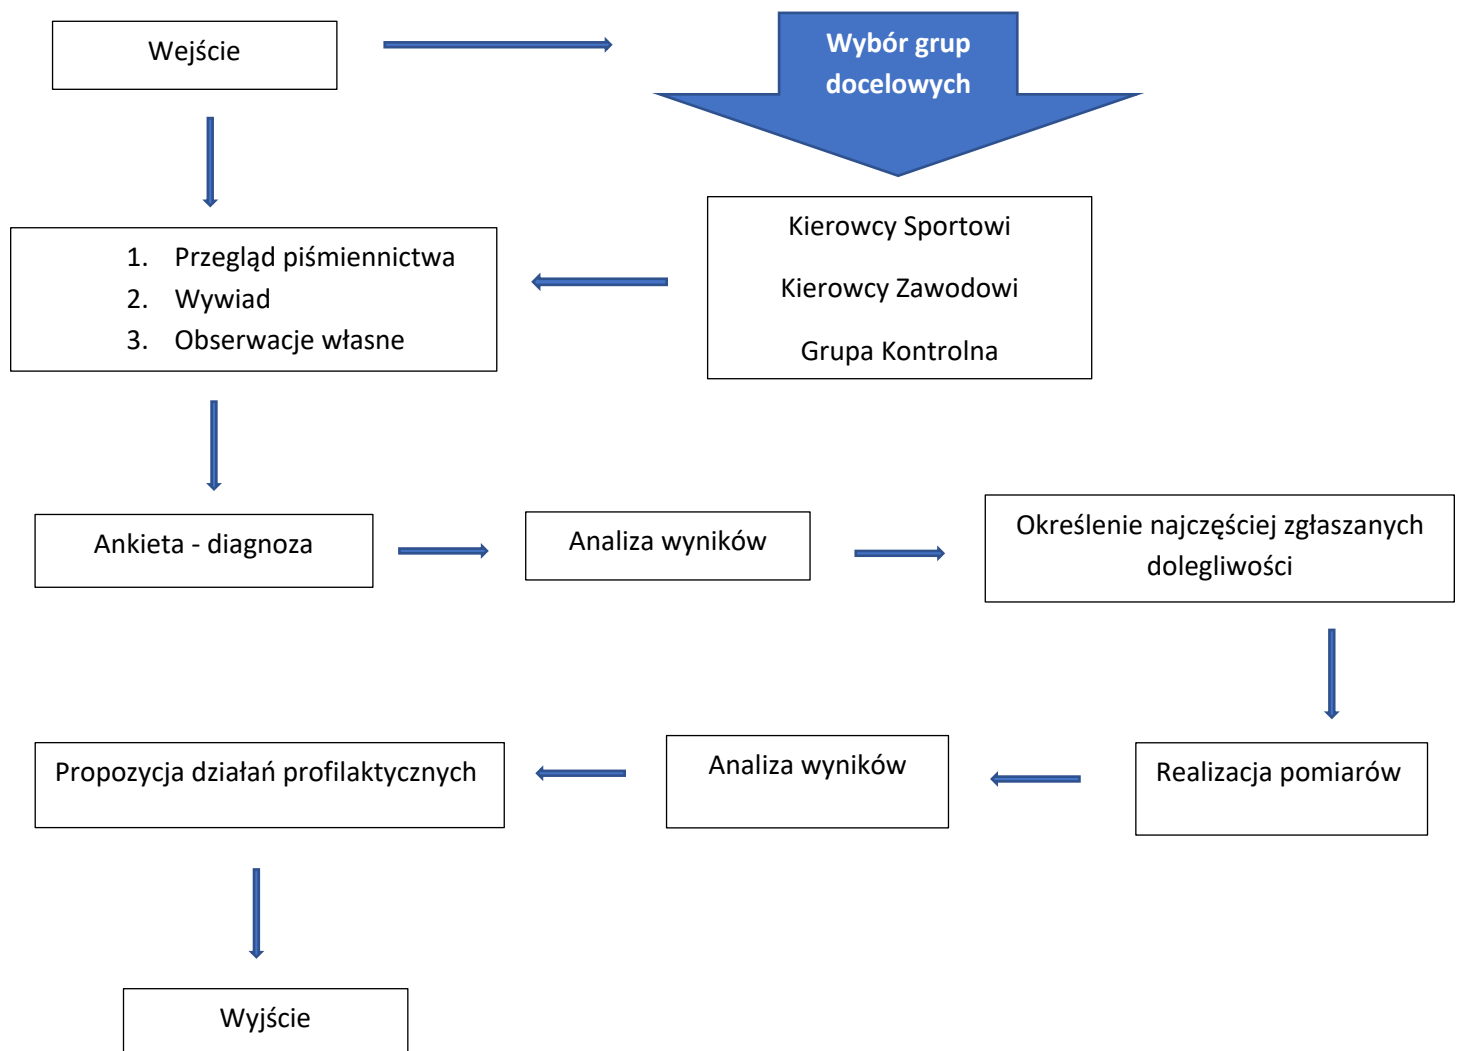 Wejście
Wybór grup
docelowych
Kierowcy Sportowi
Kierowcy Zawodowi
Grupa Kontrolna
1. Przegląd piśmiennictwa
2. Wywiad
3. Obserwacje własne
Ankieta - diagnoza
Analiza wyników
Określenie najczęściej zgłaszanych
dolegliwości
Realizacja pomiarów
Analiza wyników
Propozycja działań profilaktycznych
Wyjście